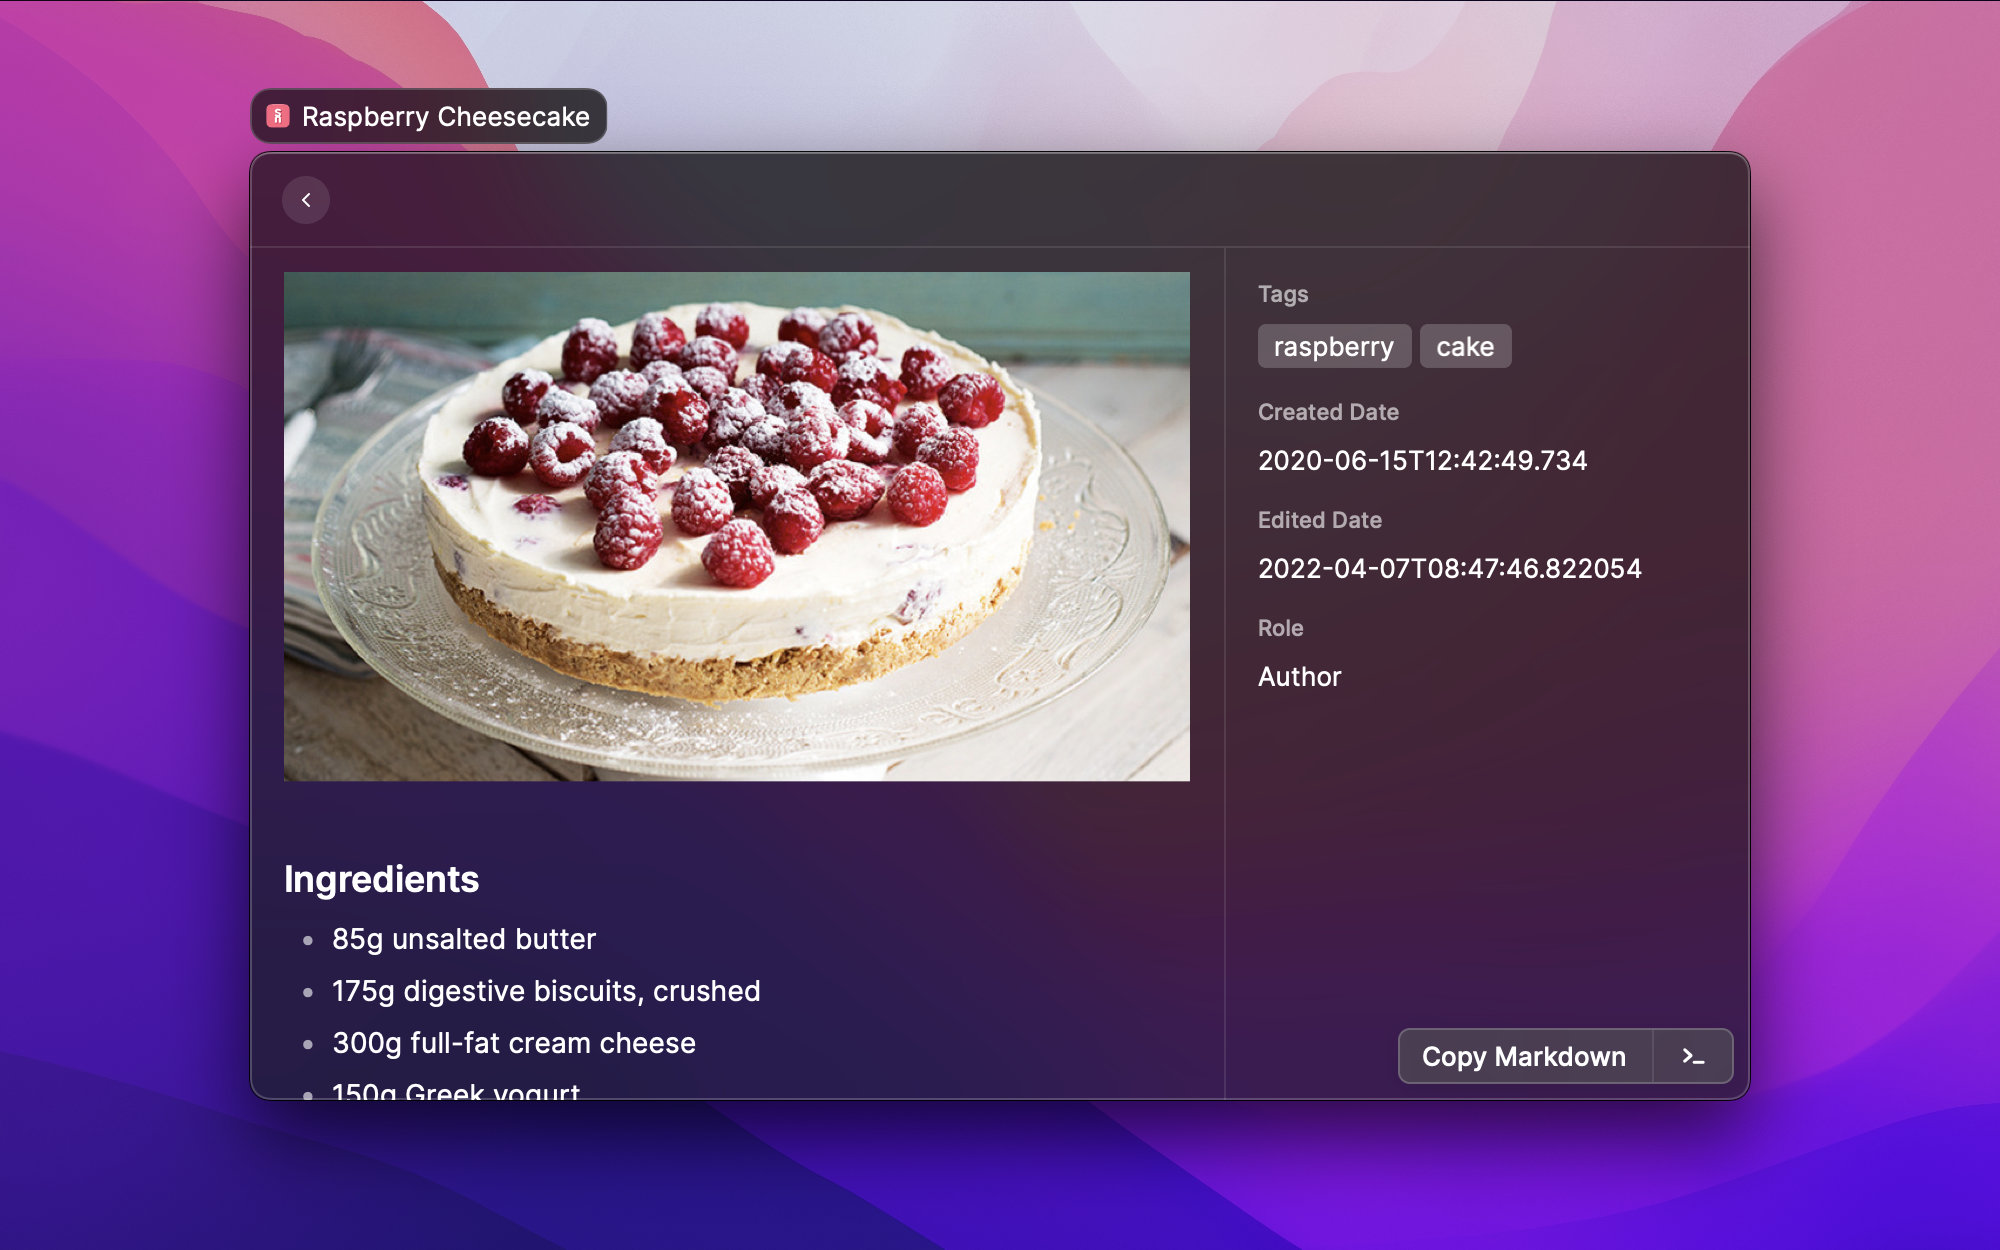 Raspberry Cheesecake
Tags
raspberry cake
Created Date
2020-06-15T12:42:49.734
Edited Date
2022-04-07T08:47:46.822054
Role
Author
Ingredients
• 85g unsalted butter
• 175g digestive biscuits, crushed
• 300g full-fat cream cheese
• 150g Greek yogurt
Copy Markdown